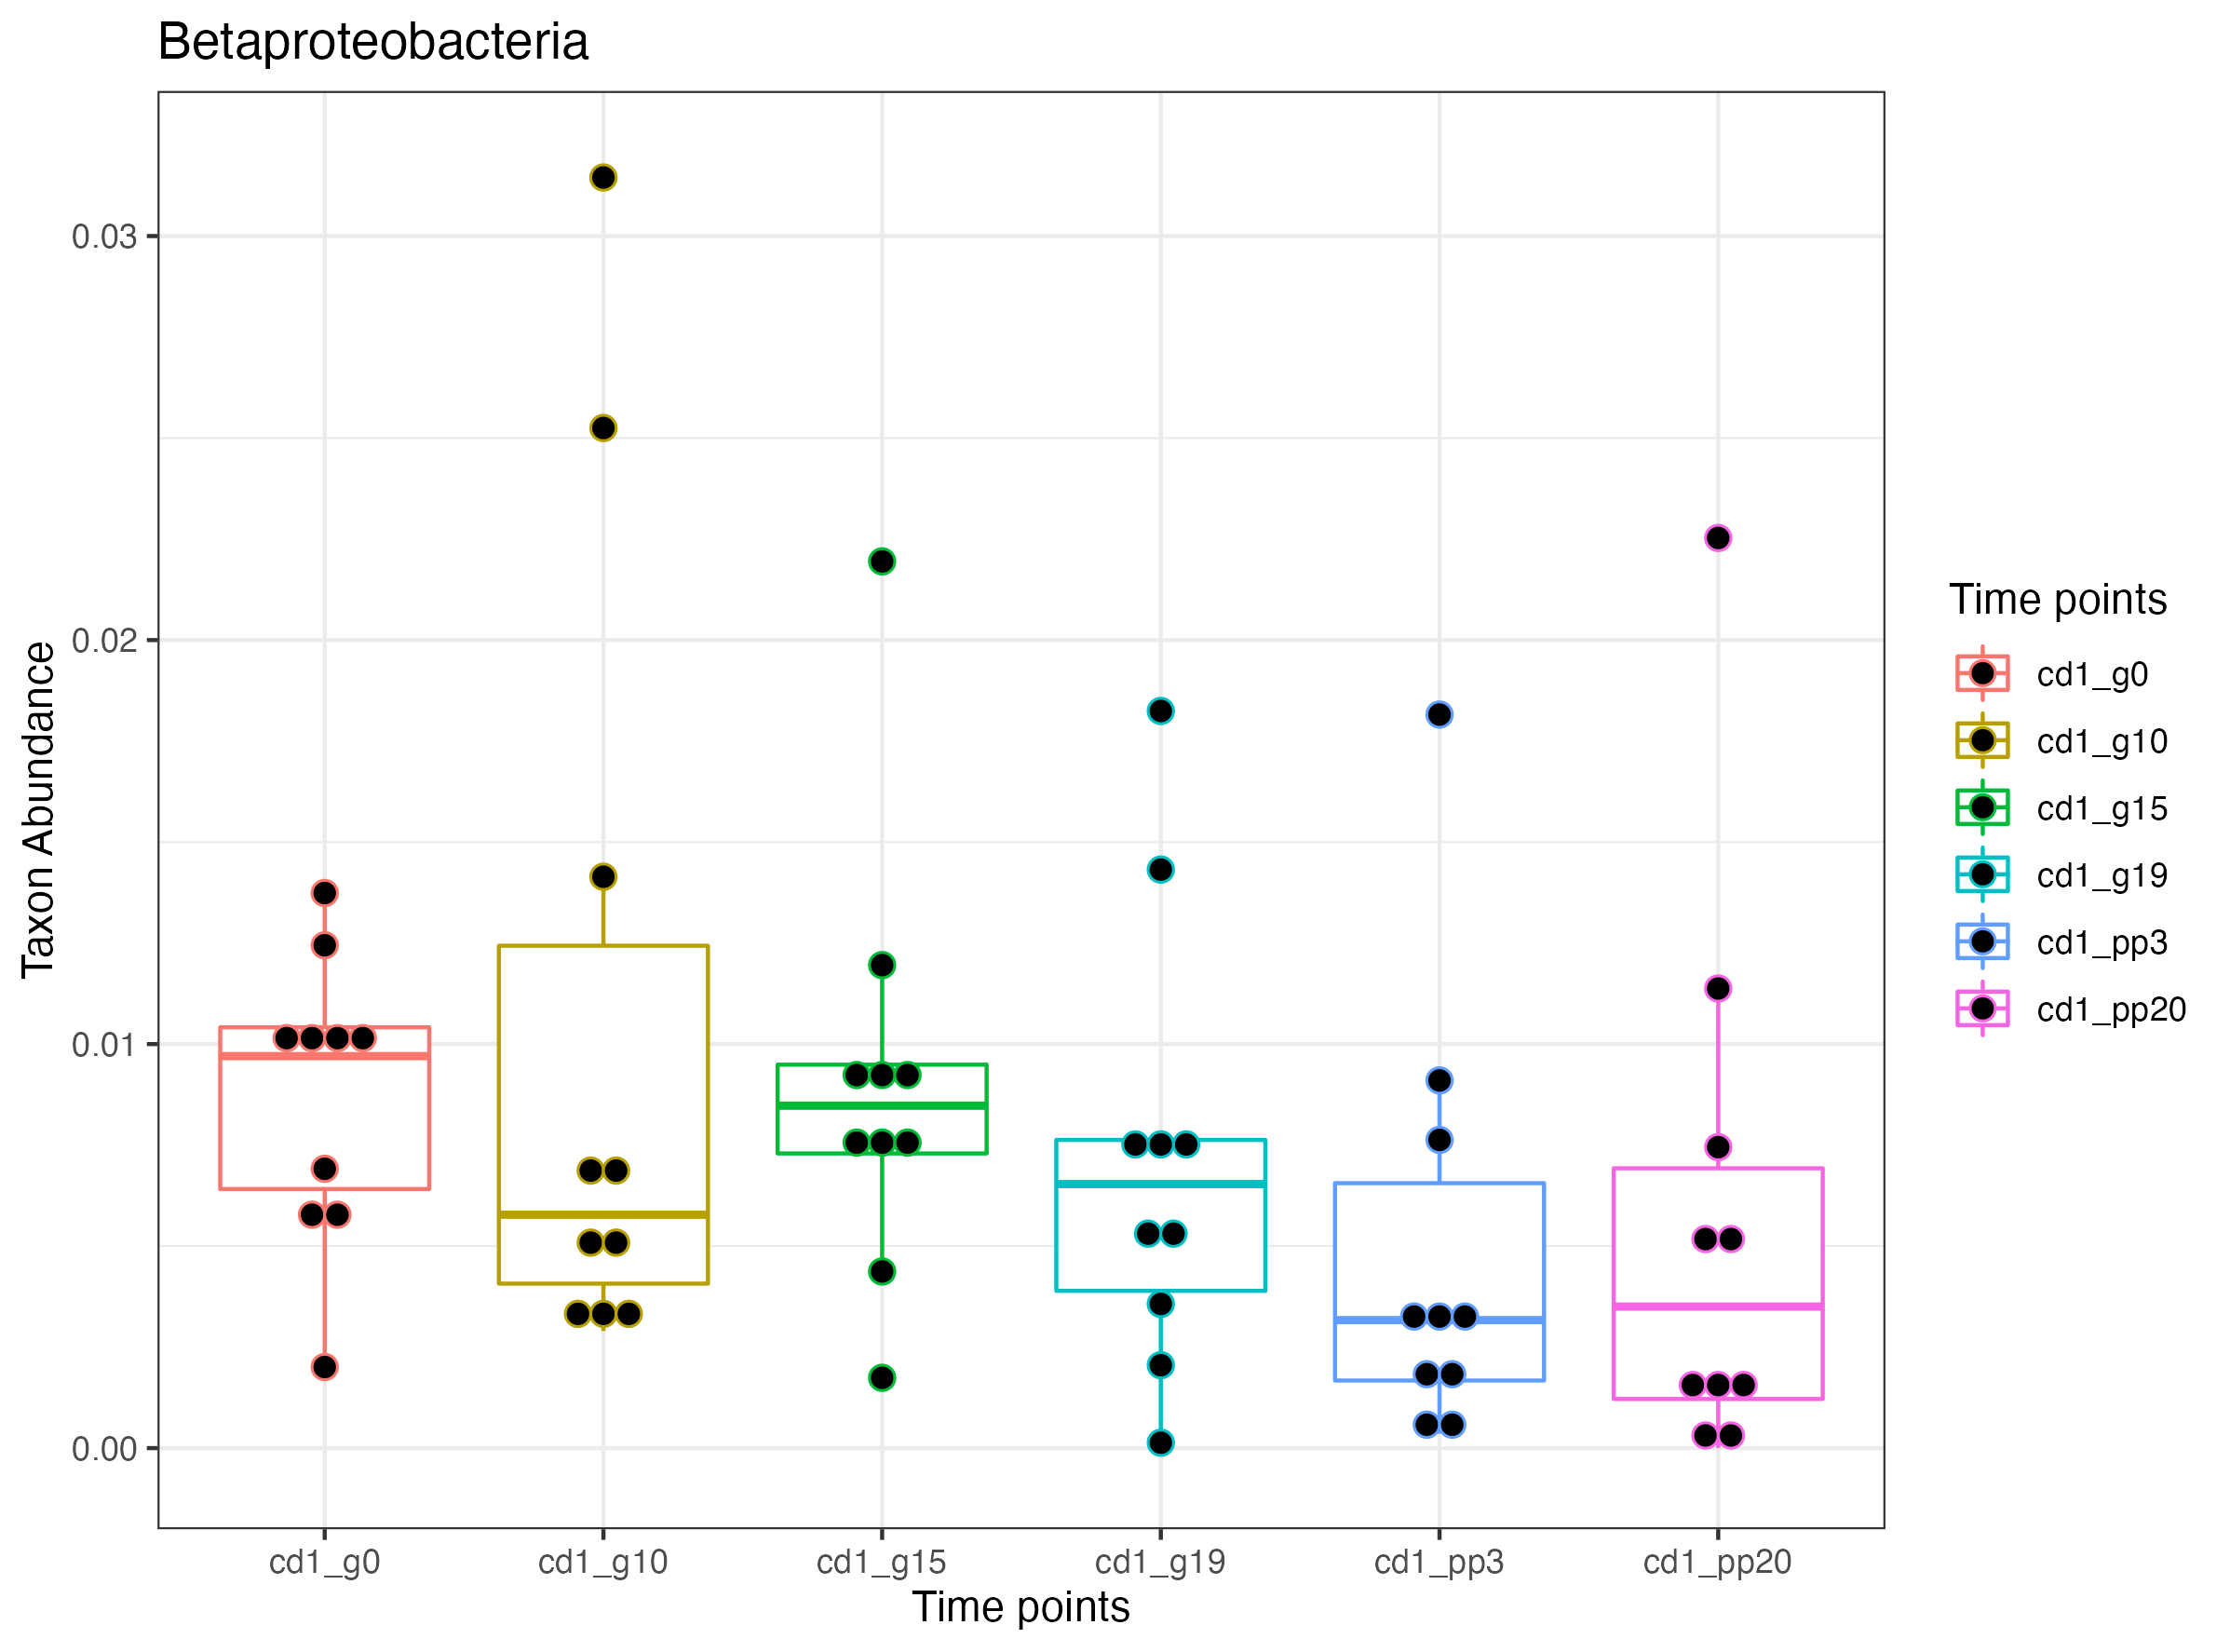 Betaproteobacteria
0.03
0.02
0.01
0.00
Taxon Abundance
cd1_g0
cd1_g10
cd1_g15
cd1_g19
cd1_pp3
cd1_pp20
Time points
Time points
cd1_g0
cd1_g10
cd1_g15
cd1_g19
cd1_pp3
cd1_pp20